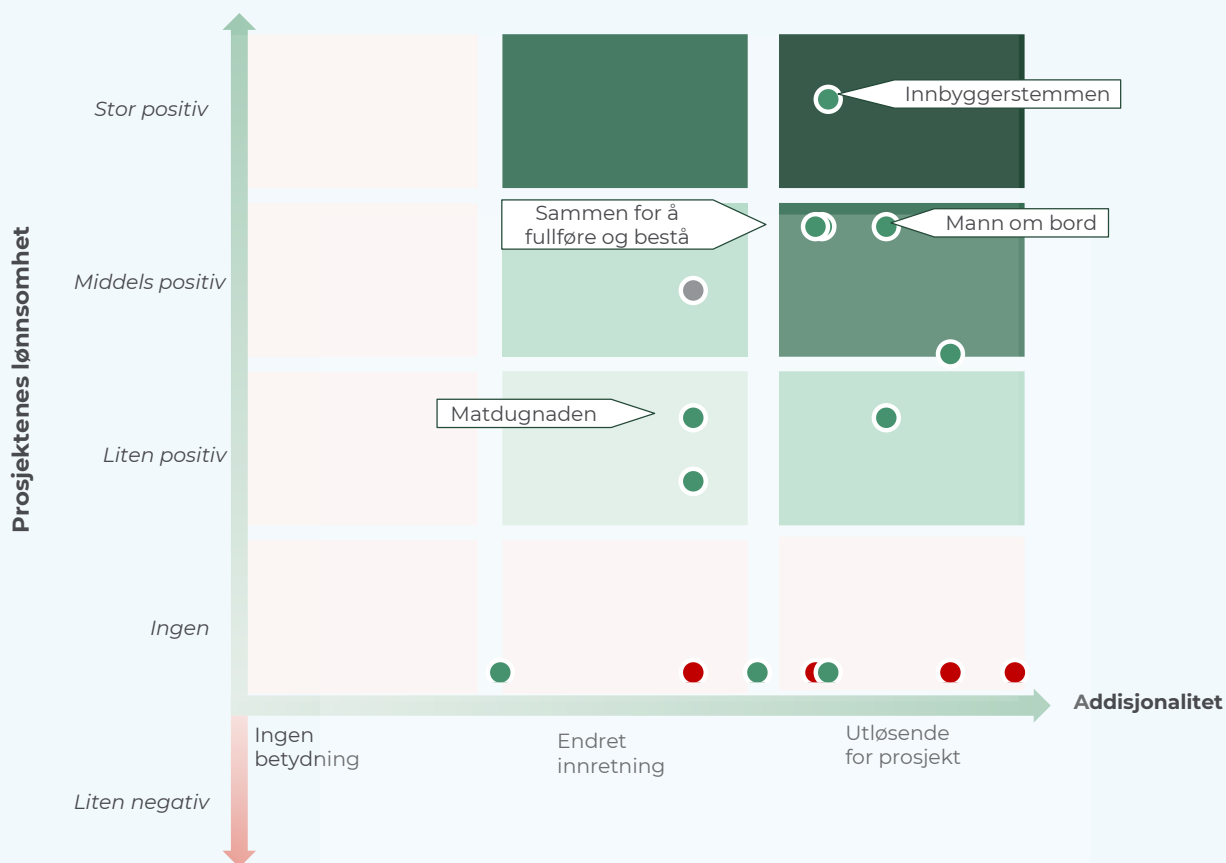 Prosjektenes lønnsomhet
Stor positiv
Innbyggerstemmen
Sammen for å
fullføre og bestå
Mann om bord
Middels positiv
Matdugnaden
Liten positiv
Ingen
Addisjonalitet
Ingen
betydning
Endret
innretning
Utløsende
for prosjekt
Liten negativ